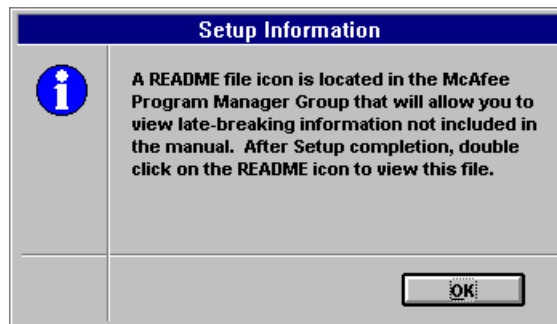 Setup Information
A README file icon is located in the McAfee
Program Manager Group that will allow you to
view late-breaking information not included in
the manual.  After Setup completion, double
click on the README icon to view this file.
OK